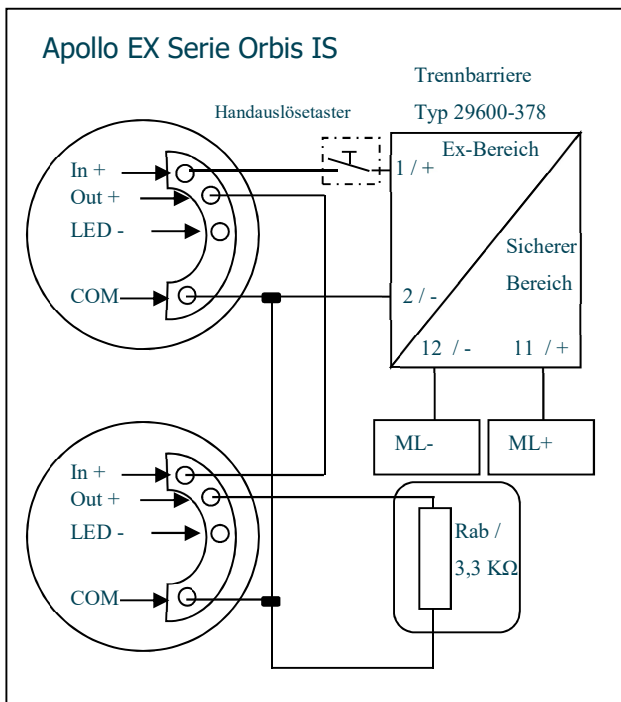 Apollo EX Serie Orbis IS
Trennbarriere
Typ 29600-378
Handauslösetaster
Ex-Bereich
In +
1 / +
Out +
LED -
Sicherer
Bereich
COM
2 / -
12 / -
11 / +
ML-
ML+
In +
Out +
LED -
Rab /
3,3 KΩ
COM